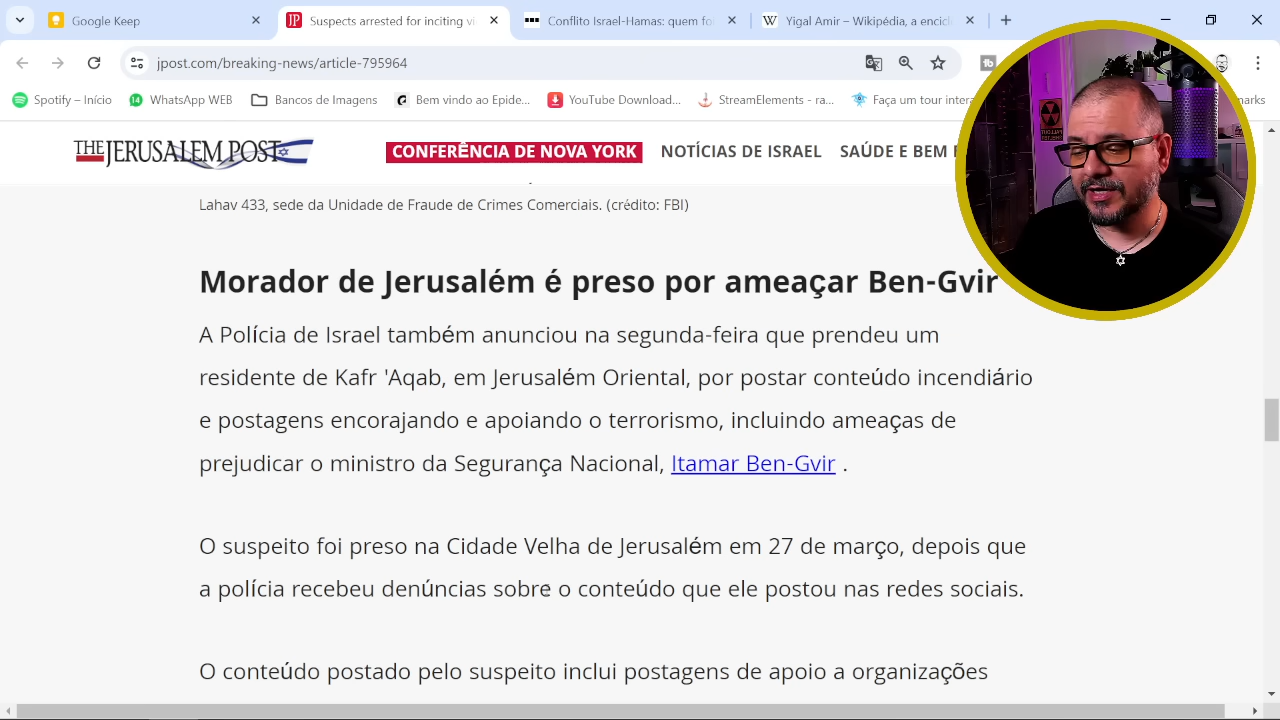 Google Keep
Suspects arrested for inciting vi
Conflito Israel-Hamas: quem fo
Yigal Amir – Wikipédia, a encicl
jpost.com/breaking-news/article-795964
Spotify – Início
WhatsApp WEB
Bancos de Imagens
Bem vindo ao Epide...
YouTube Download...
StreamElements - ra...
Faça um tour intera
marks
THE JERUSALEM POST
CONFERÊNCIA DE NOVA YORK
NOTÍCIAS DE ISRAEL
SAÚDE E BEM
Lahav 433, sede da Unidade de Fraude de Crimes Comerciais. (crédito: FBI)
Morador de Jerusalém é preso por ameaçar Ben-Gvir
A Polícia de Israel também anunciou na segunda-feira que prendeu um
residente de Kafr 'Aqab, em Jerusalém Oriental, por postar conteúdo incendiário
e postagens encorajando e apoiando o terrorismo, incluindo ameaças de
prejudicar o ministro da Segurança Nacional, Itamar Ben-Gvir .
O suspeito foi preso na Cidade Velha de Jerusalém em 27 de março, depois que
a polícia recebeu denúncias sobre o conteúdo que ele postou nas redes sociais.
O conteúdo postado pelo suspeito inclui postagens de apoio a organizações